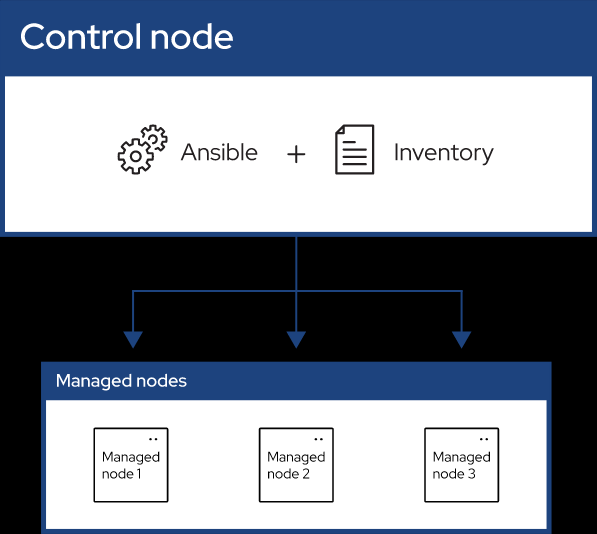 Control node
Ansible + Inventory
Managed nodes
Managed
node 1
Managed
node 2
Managed
node 3